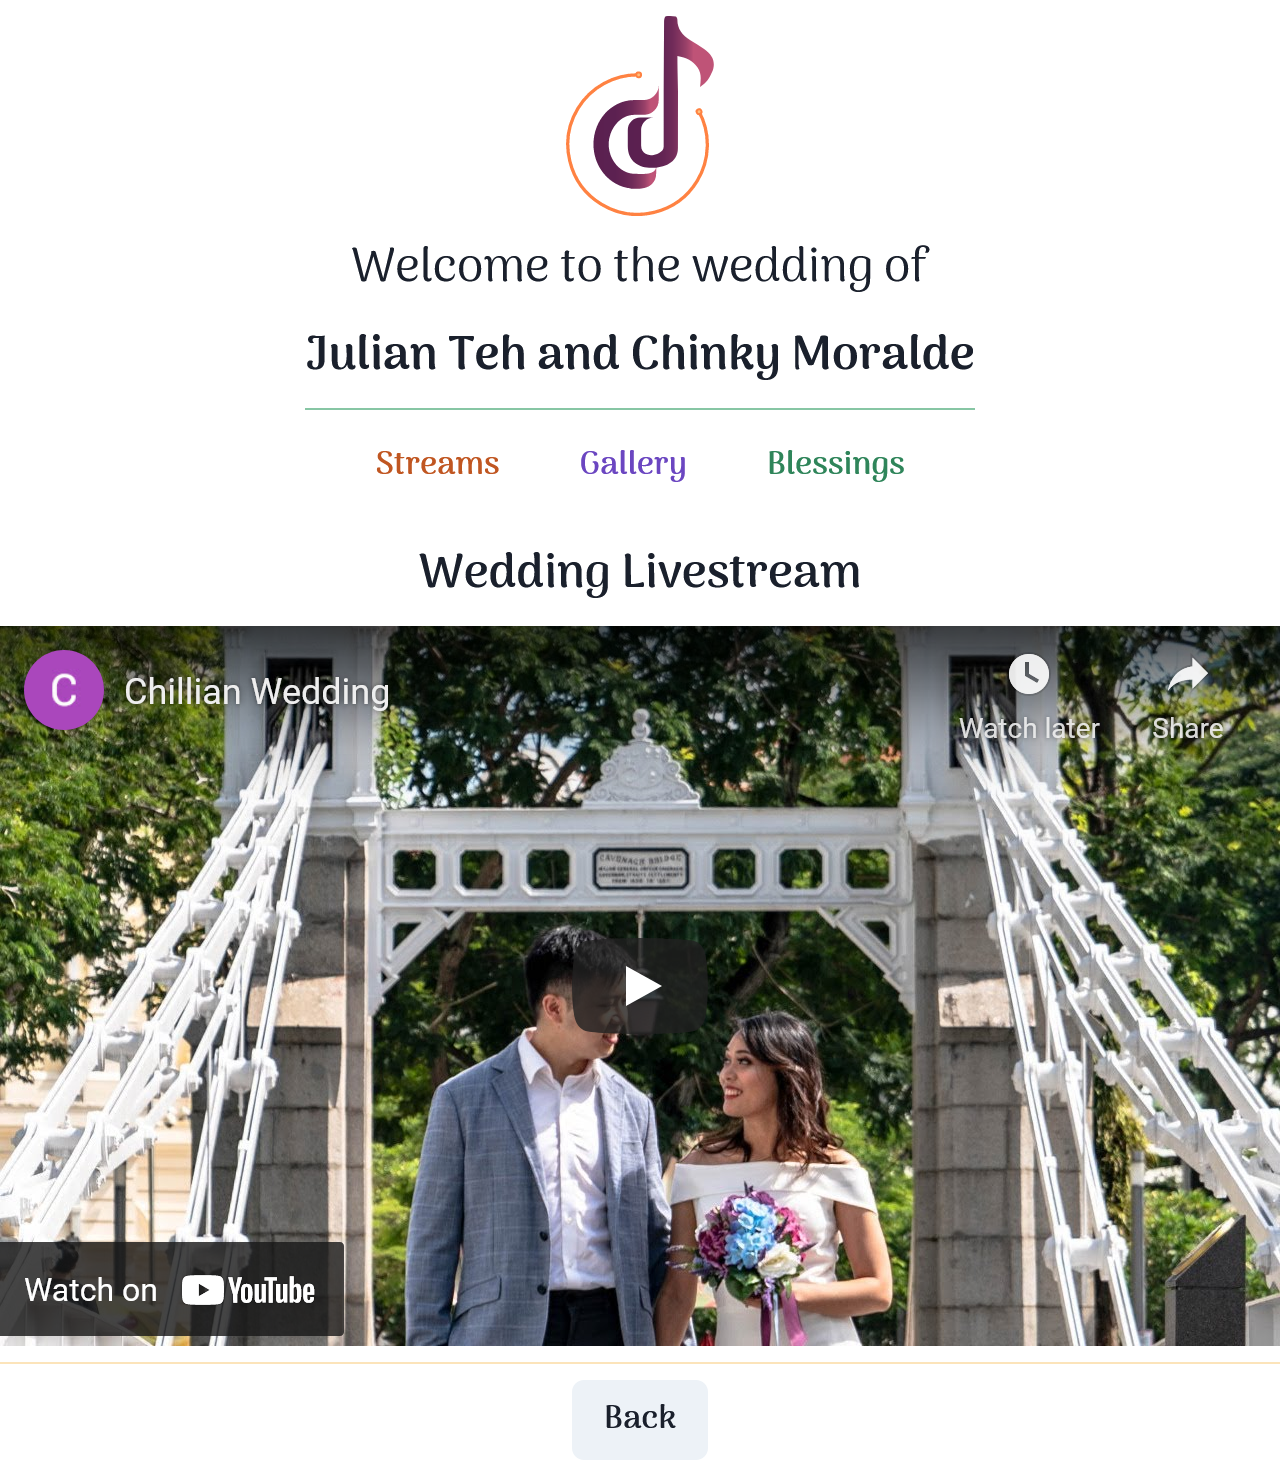 Welcome to the wedding of
Julian Teh and Chinky Moralde
Streams Gallery Blessings
Wedding Livestream
C Chillian Wedding
Watch later Share
CAVENAGH BRIDGE
Watch on YouTube
Back